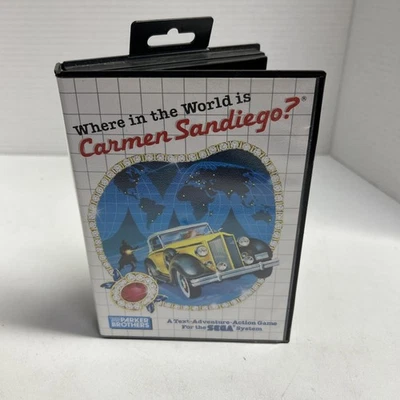 Where in the World is
Carmen Sandiego?®
PARKER
BROTHERS
A Text-Adventure-Action Game
For the SEGA® System